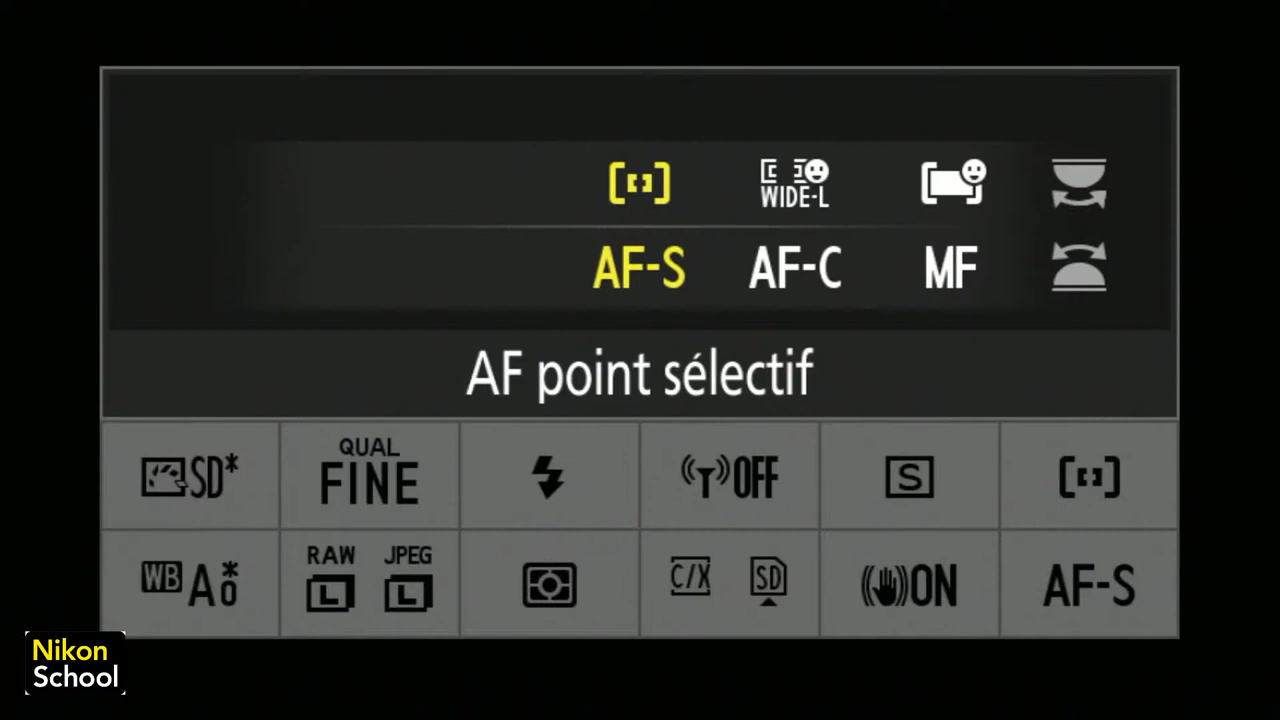 WIDE-L
AF-S AF-C MF
AF point sélectif
SD*
QUAL
FINE
OFF
S
WB A*
RAW JPEG
L L
C/X SD
ON
AF-S
Nikon
School